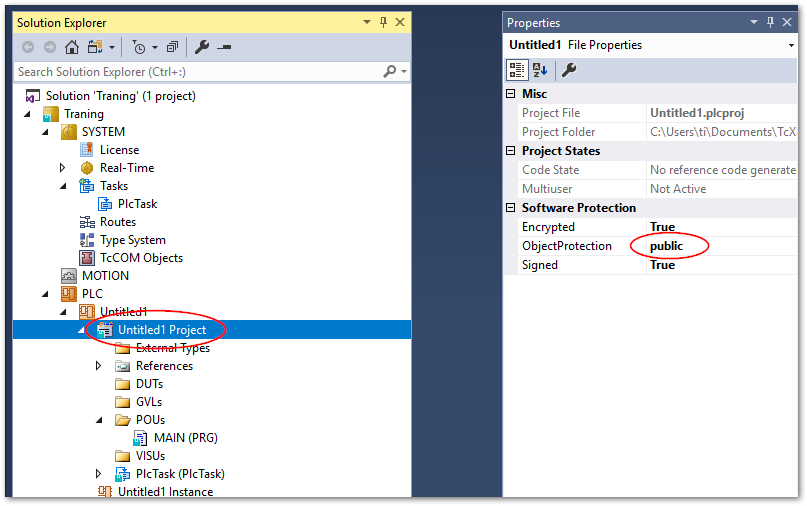 Solution Explorer
Search Solution Explorer (Ctrl+:)
Solution 'Traning' (1 project)
Traning
SYSTEM
License
Real-Time
Tasks
PlcTask
Routes
Type System
TcCOM Objects
MOTION
PLC
Untitled1
Untitled1 Project
External Types
References
DUTs
GVLs
POUs
MAIN (PRG)
VISUs
PlcTask (PlcTask)
Untitled1 Instance
Properties
Untitled1 File Properties
Misc
Project File Untitled1.plcproj
Project Folder C:\Users\ti\Documents\TcX
Project States
Code State No reference code generate
Multiuser Not Active
Software Protection
Encrypted True
ObjectProtection public
Signed True